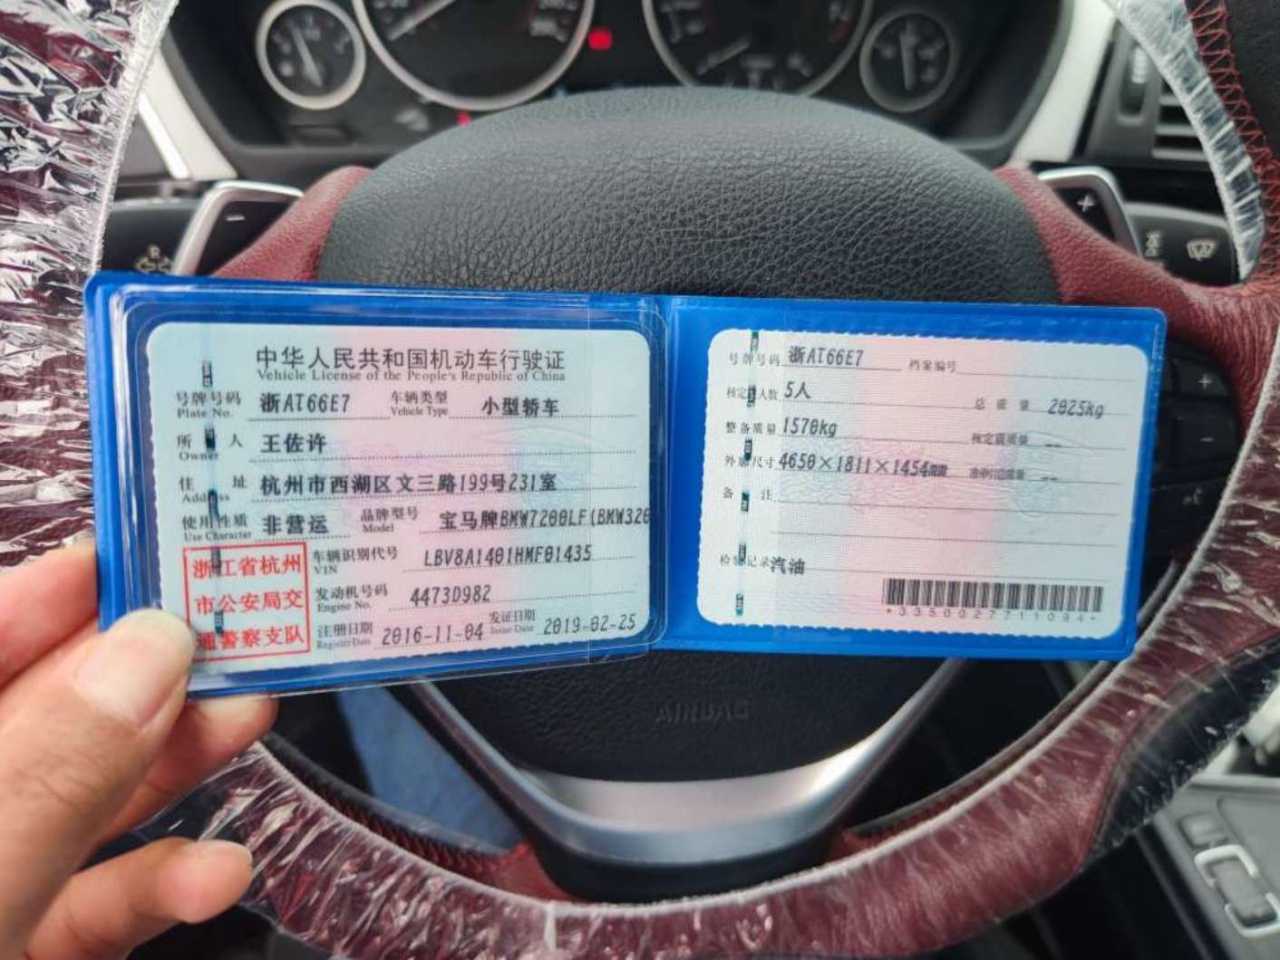 中华人民共和国机动车行驶证
Vehicle License of the People's Republic of China
号牌号码 浙AT66E7 车辆类型 小型轿车
Plate No. Vehicle Type
所有人 王佐许
Owner
住址 杭州市西湖区文三路199号231室
Address
使用性质 非营运 品牌型号 宝马牌BMW7200LF(BMW320
Use Character Model
浙江省杭州
市公安局交
通警察支队
车辆识别代号 LBV8A1401HMF01435
VIN
发动机号码 4473D982
Engine No.
注册日期 2016-11-04 发证日期 2019-02-25
Register Date Issue Date
号牌号码 浙AT66E7 档案编号
核定人数 5人 总质量 2025kg
整备质量 1570kg 核定载质量 --
外廓尺寸 4650×1811×1454mm --
备注
检验记录 汽油
*3350027711094*
AIRBAG